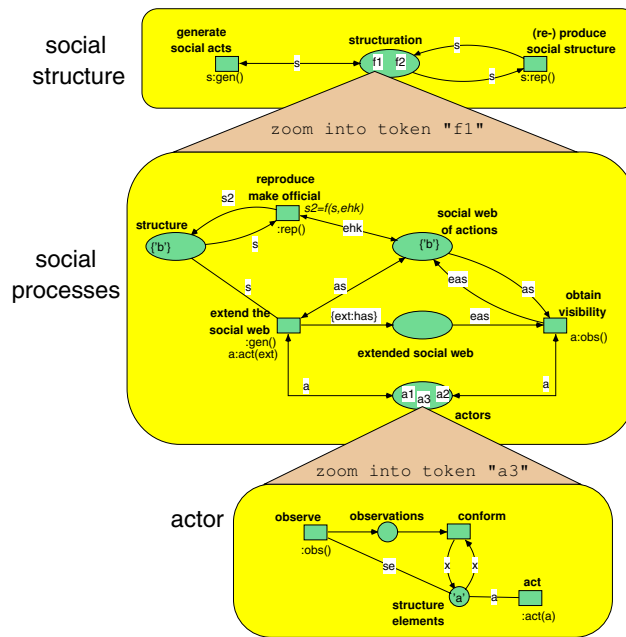 social
structure
generate
social acts
s:gen()
s
structuration
f1 f2
s
s
(re-) produce
social structure
s:rep()
zoom into token "f1"
social
processes
reproduce
make official
s2=f(s,ehk)
:rep()
s2
structure
{'b'}
s
ehk
social web
of actions
{'b'}
s
as
eas
as
obtain
visibility
a:obs()
extend the
social web
:gen()
a:act(ext)
{ext:has}
eas
extended social web
a
a1 a3 a2
a
actors
zoom into token "a3"
actor
observe
:obs()
observations
conform
x x
se
'a'
a
act
:act(a)
structure
elements